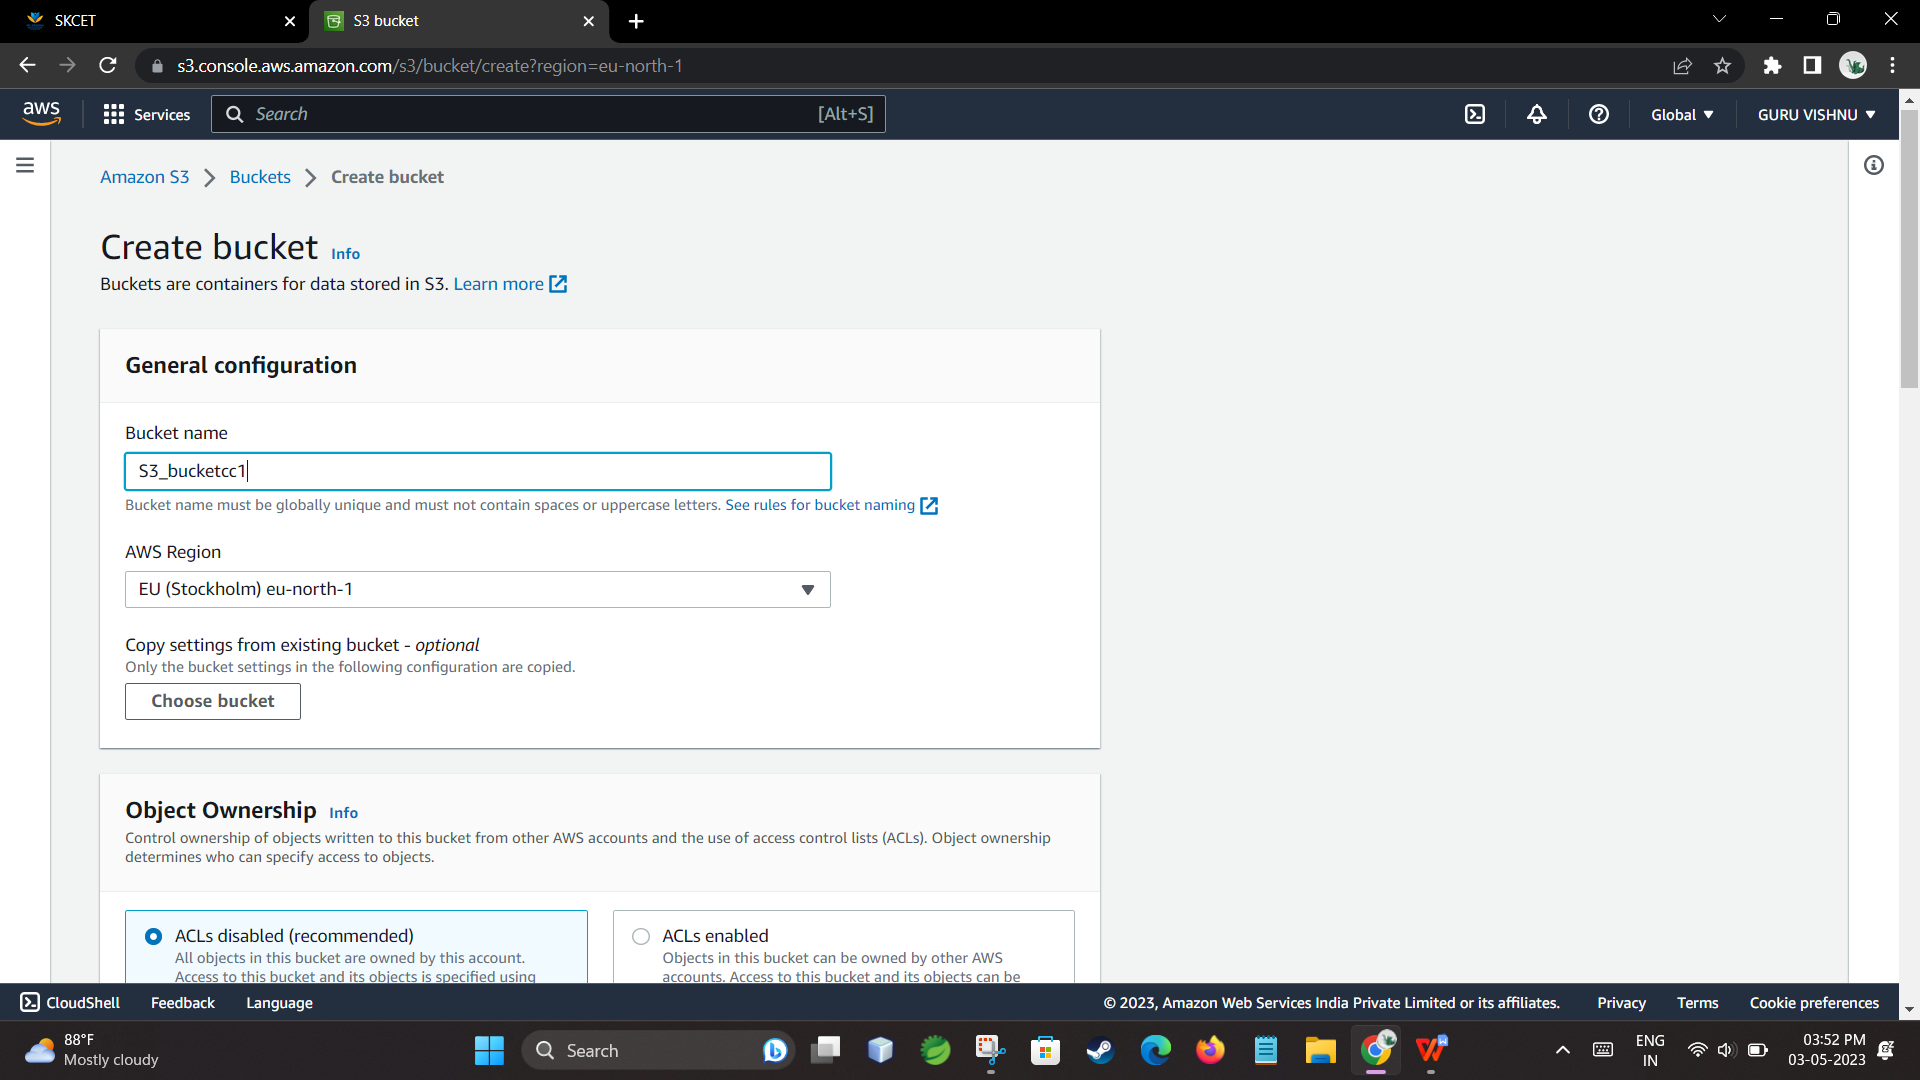 SKCET
S3 bucket
s3.console.aws.amazon.com/s3/bucket/create?region=eu-north-1
aws
Services
Search
[Alt+S]
Global
GURU VISHNU
Amazon S3
Buckets
Create bucket
Create bucket
Info
Buckets are containers for data stored in S3. Learn more
General configuration
Bucket name
S3_bucketcc1
Bucket name must be globally unique and must not contain spaces or uppercase letters. See rules for bucket naming
AWS Region
EU (Stockholm) eu-north-1
Copy settings from existing bucket - optional
Only the bucket settings in the following configuration are copied.
Choose bucket
Object Ownership
Info
Control ownership of objects written to this bucket from other AWS accounts and the use of access control lists (ACLs). Object ownership
determines who can specify access to objects.
ACLs disabled (recommended)
All objects in this bucket are owned by this account.
Access to this bucket and its objects is specified using
ACLs enabled
Objects in this bucket can be owned by other AWS
accounts. Access to this bucket and its objects can be
CloudShell
Feedback
Language
© 2023, Amazon Web Services India Private Limited or its affiliates.
Privacy
Terms
Cookie preferences
88°F
Mostly cloudy
Search
ENG
IN
03:52 PM
03-05-2023